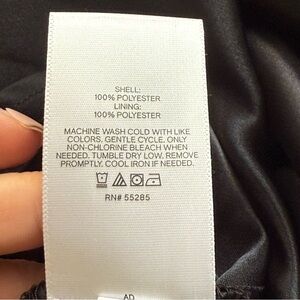 SHELL:
100% POLYESTER
LINING:
100% POLYESTER
MACHINE WASH COLD WITH LIKE
COLORS, GENTLE CYCLE. ONLY
NON-CHLORINE BLEACH WHEN
NEEDED. TUMBLE DRY LOW. REMOVE
PROMPTLY. COOL IRON IF NEEDED.
RN# 55285
AD